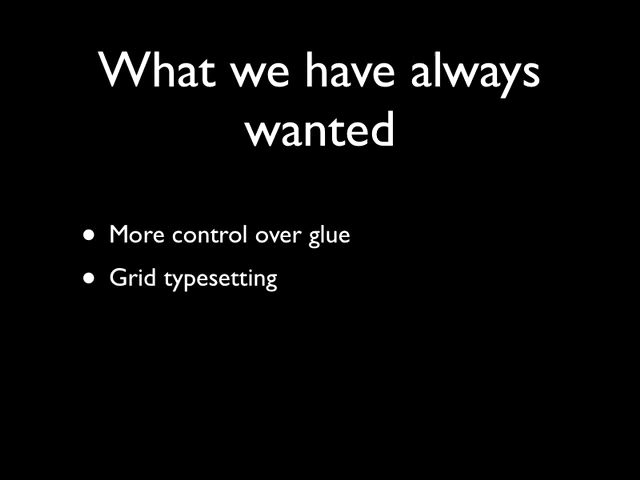 What we have always
wanted
• More control over glue
• Grid typesetting